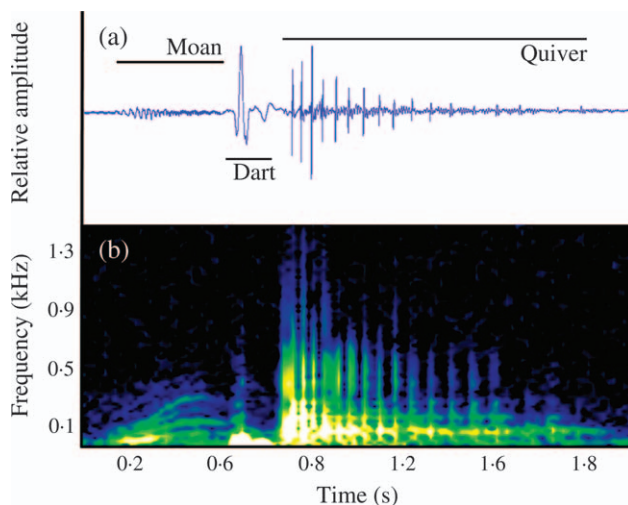 (a)
Moan
Quiver
Dart
Relative amplitude
(b)
1·3
0·9
0·5
0·1
Frequency (kHz)
0·2 0·6 0·8 1·2 1·6 1·8
Time (s)